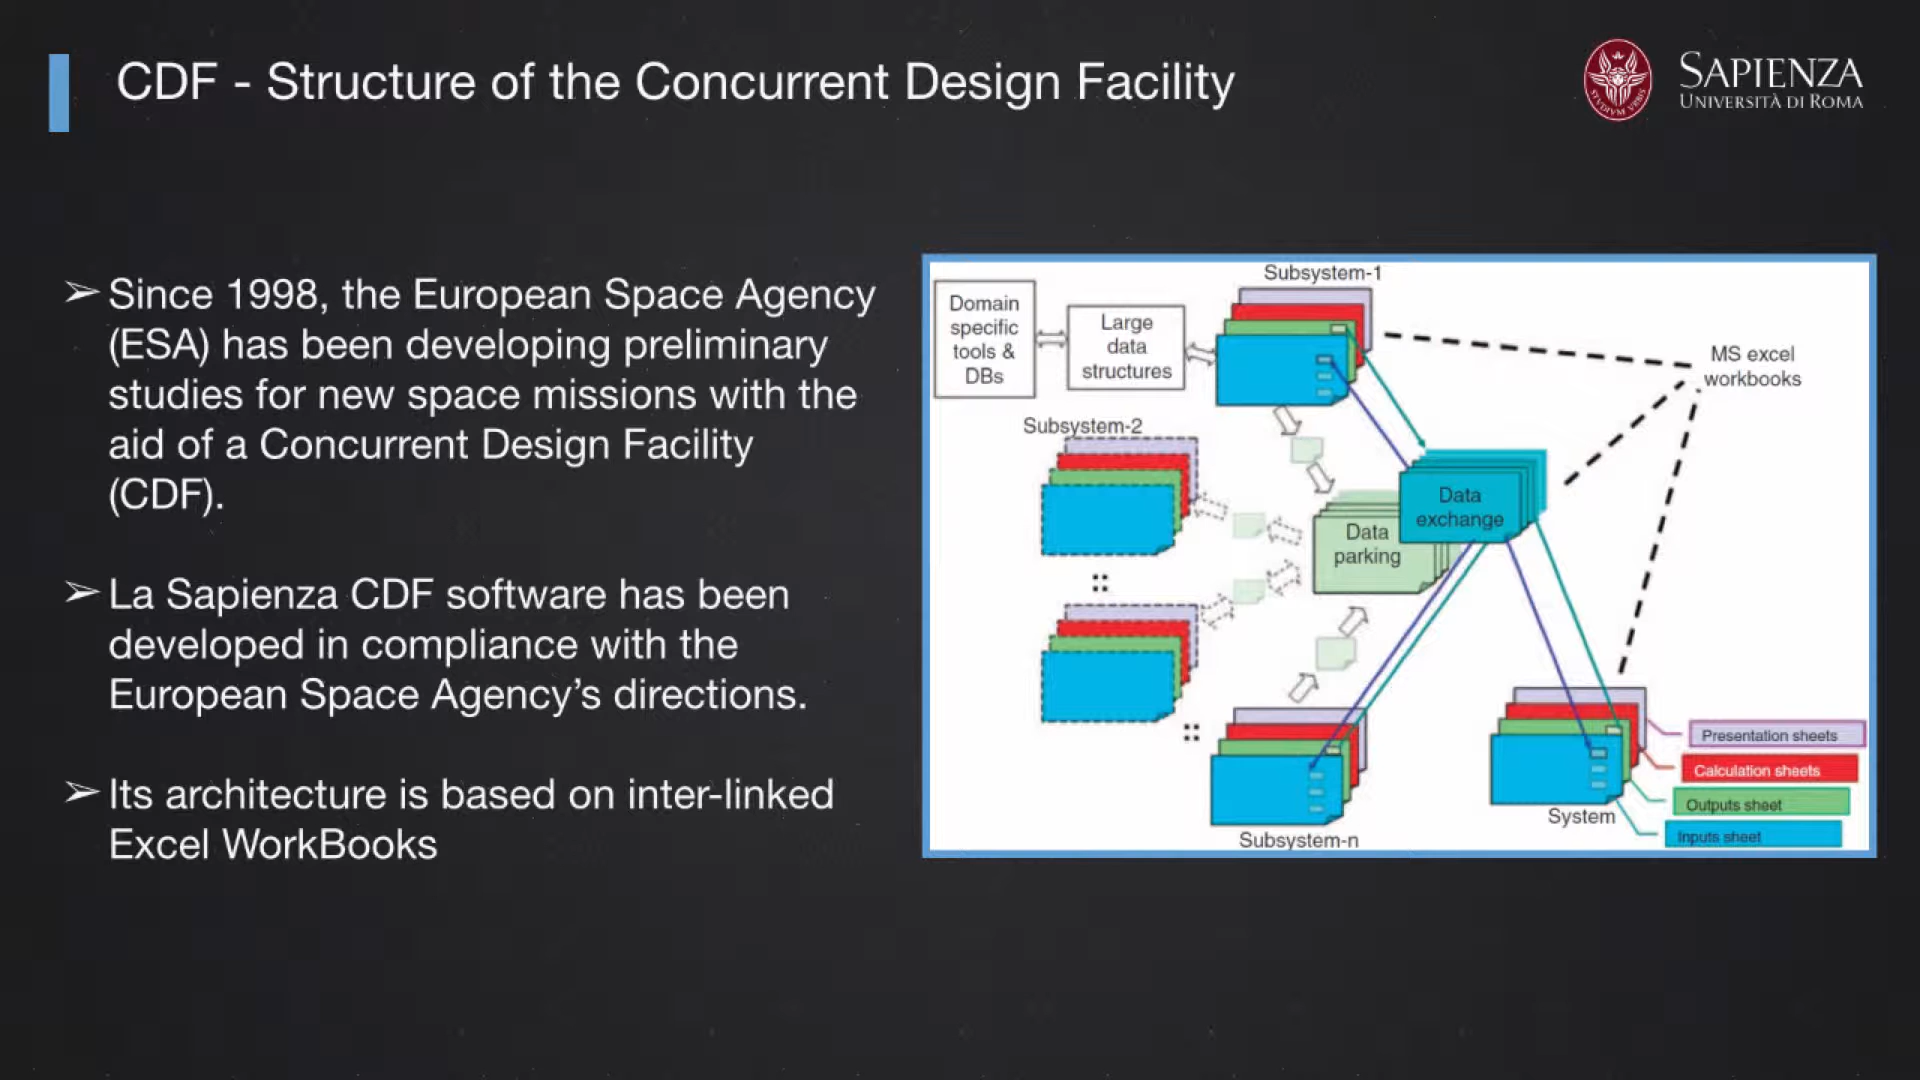 CDF - Structure of the Concurrent Design Facility
SAPIENZA
UNIVERSITÀ DI ROMA
STVDIVM VRBIS
➢ Since 1998, the European Space Agency
(ESA) has been developing preliminary
studies for new space missions with the
aid of a Concurrent Design Facility
(CDF).
➢ La Sapienza CDF software has been
developed in compliance with the
European Space Agency’s directions.
➢ Its architecture is based on inter-linked
Excel WorkBooks
Subsystem-1
Domain
specific
tools &
DBs
Large
data
structures
MS excel
workbooks
Subsystem-2
Data
exchange
Data
parking
Presentation sheets
Calculation sheets
Outputs sheet
Inputs sheet
System
Subsystem-n